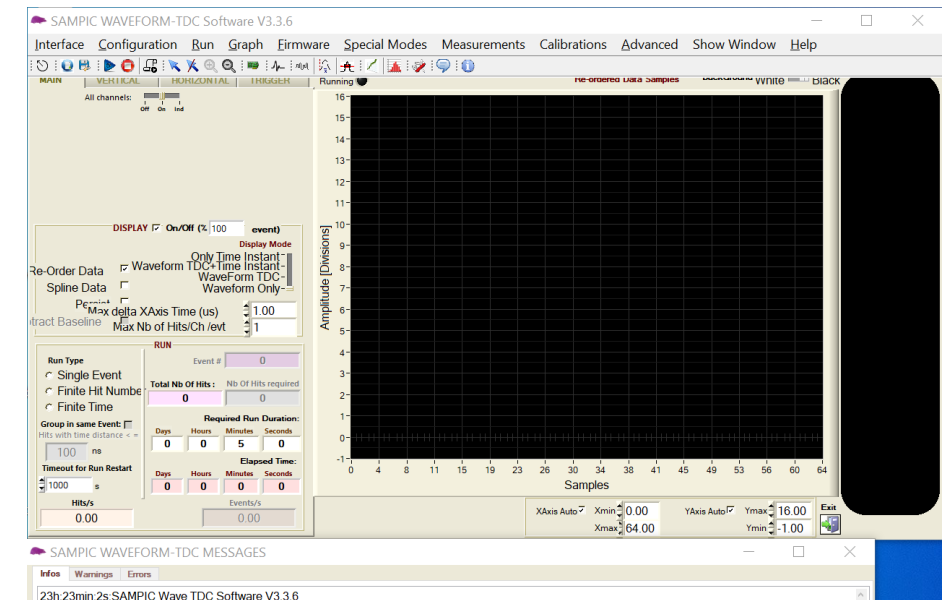 SAMPIC WAVEFORM-TDC Software V3.3.6
Interface Configuration Run Graph Firmware Special Modes Measurements Calibrations Advanced Show Window Help
MAIN VERTICAL HORIZONTAL TRIGGER
Running
Re-ordered Data Samples
Background White Black
All channels:
Off On Ind
DISPLAY On/Off (% 100 event)
Display Mode
Only Time Instant
Waveform TDC+Time Instant
WaveForm TDC
Waveform Only
Re-Order Data
Spline Data
Persist
tract Baseline
Max delta XAxis Time (us) 1.00
Max Nb of Hits/Ch /evt 1
RUN
Run Type
Single Event
Finite Hit Numbe
Finite Time
Group in same Event:
Hits with time distance < =
100 ns
Timeout for Run Restart
1000 s
Hits/s
0.00
Event # 0
Total Nb Of Hits : Nb Of Hits required
0 0
Required Run Duration:
Days Hours Minutes Seconds
0 0 5 0
Elapsed Time:
Days Hours Minutes Seconds
0 0 0 0
Events/s
0.00
Amplitude [Divisions]
16
15
14
13
12
11
10
9
8
7
6
5
4
3
2
1
0
-1
0 4 8 11 15 19 23 26 30 34 38 41 45 49 53 56 60 64
Samples
XAxis Auto Xmin 0.00 YAxis Auto Ymax 16.00 Exit
Xmax 64.00 Ymin -1.00
SAMPIC WAVEFORM-TDC MESSAGES
Infos Warnings Errors
23h:23min:2s:SAMPIC Wave TDC Software V3.3.6